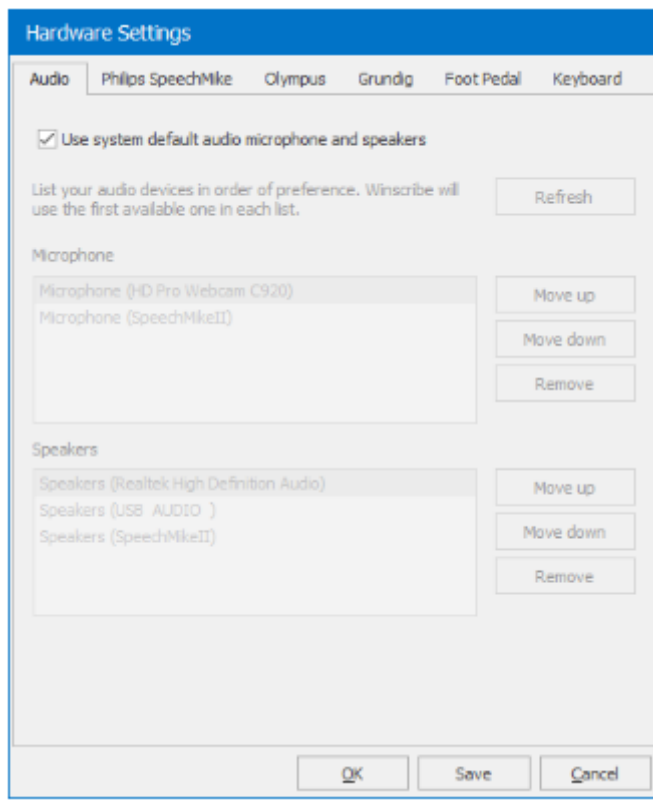 Hardware Settings
Audio Philips SpeechMike Olympus Grundig Foot Pedal Keyboard
Use system default audio microphone and speakers
List your audio devices in order of preference. Winscribe will
use the first available one in each list.
Refresh
Microphone
Microphone (HD Pro Webcam C920)
Microphone (SpeechMikeII)
Move up
Move down
Remove
Speakers
Speakers (Realtek High Definition Audio)
Speakers (USB AUDIO )
Speakers (SpeechMikeII)
Move up
Move down
Remove
OK Save Cancel